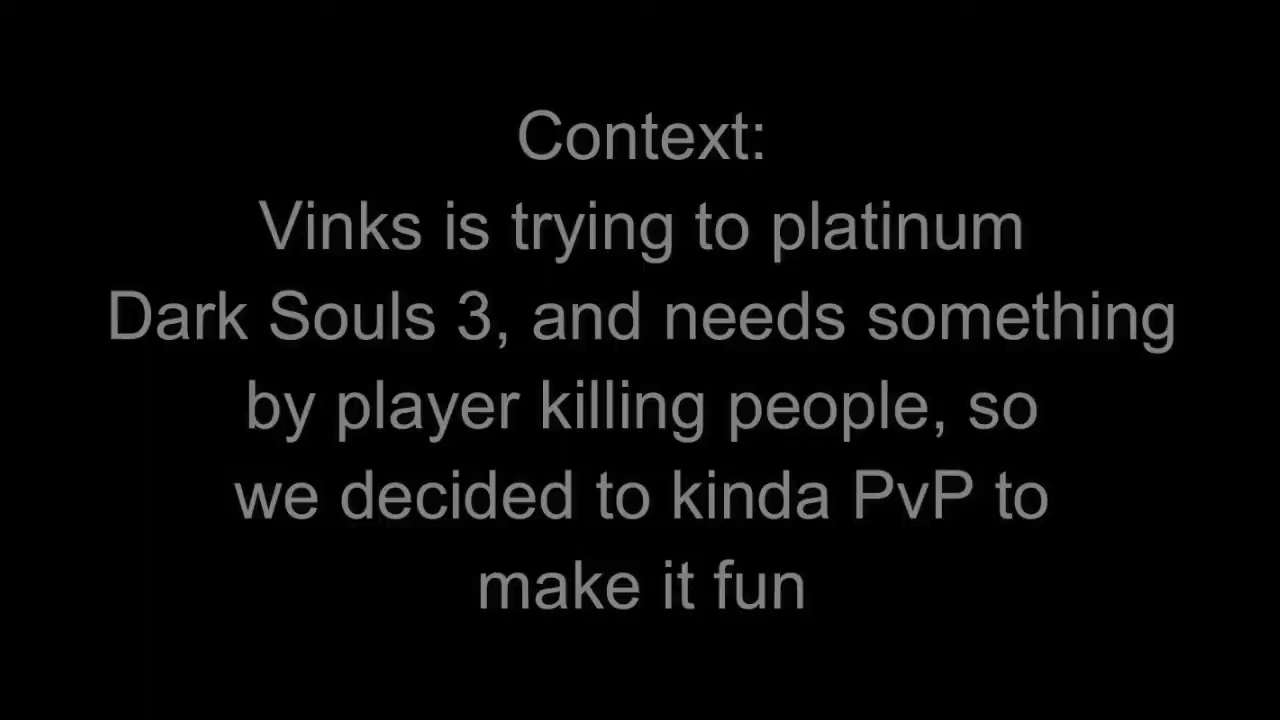 Context:
Vinks is trying to platinum
Dark Souls 3, and needs something
by player killing people, so
we decided to kinda PvP to
make it fun